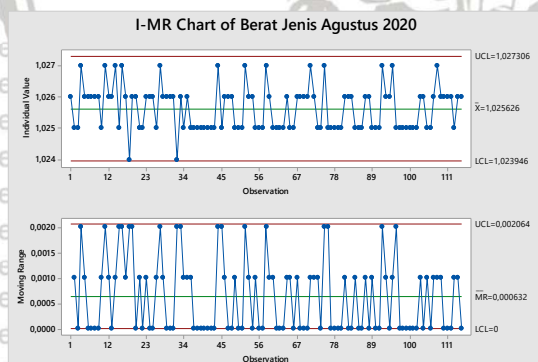 I-MR Chart of Berat Jenis Agustus 2020
Individual Value
1,027
1,026
1,025
1,024
UCL=1,027306
X̄=1,025626
LCL=1,023946
1 12 23 34 45 56 67 78 89 100 111
Observation
Moving Range
0,0020
0,0015
0,0010
0,0005
0,0000
UCL=0,002064
M̅R̅=0,000632
LCL=0
1 12 23 34 45 56 67 78 89 100 111
Observation